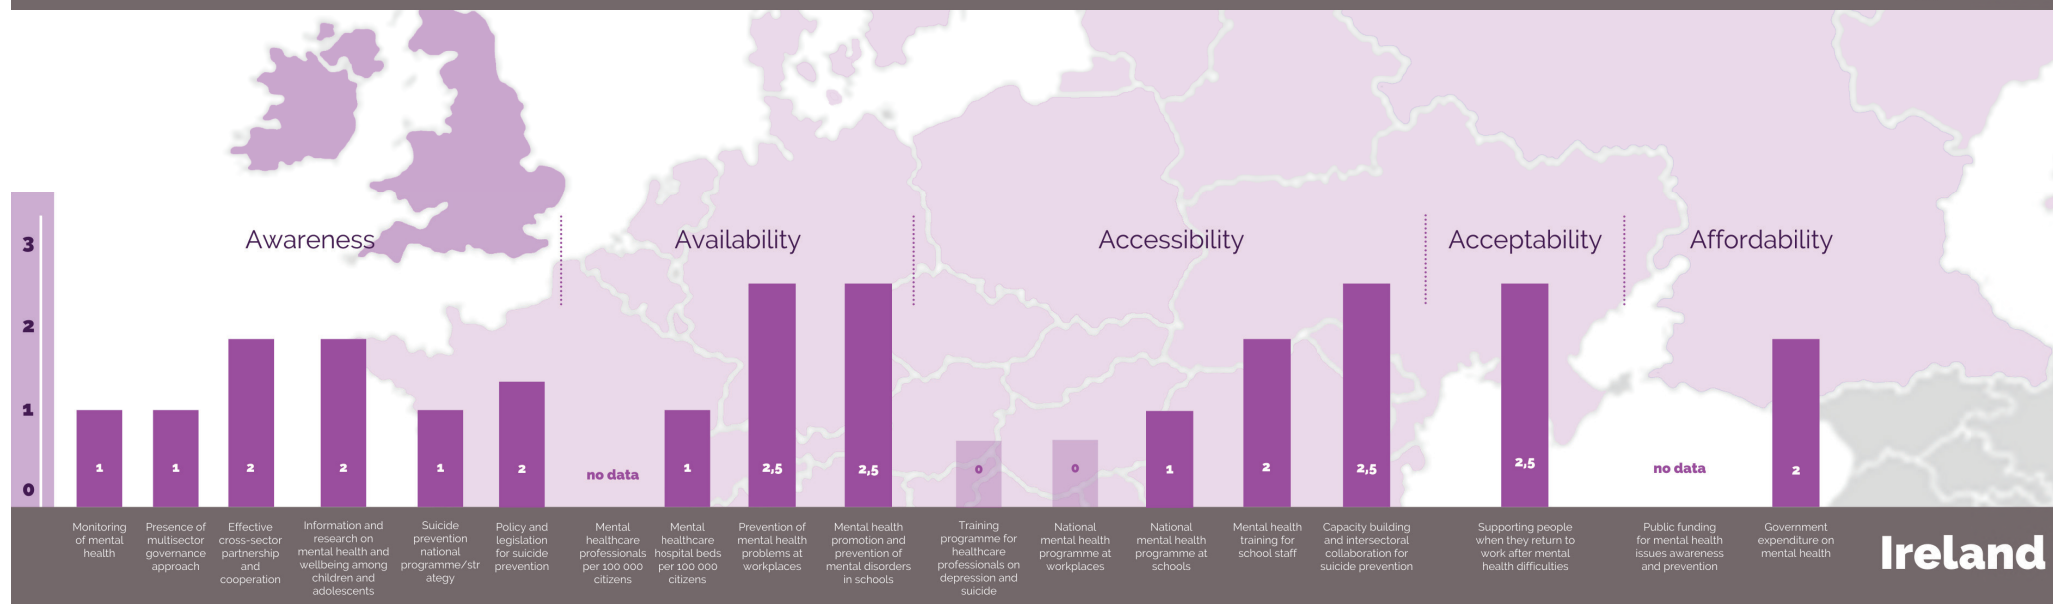 Awareness
Availability
Accessibility
Acceptability
Affordability
3
2
1
0
1
1
2
2
1
2
no data
1
2,5
2,5
0
0
1
2
2,5
2,5
no data
2
Monitoring
of mental
health
Presence of
multisector
governance
approach
Effective
cross-sector
partnership
and
cooperation
Information and
research on
mental health and
wellbeing among
children and
adolescents
Suicide
prevention
national
programme/str
ategy
Policy and
legislation
for suicide
prevention
Mental
healthcare
professionals
per 100 000
citizens
Mental
healthcare
hospital beds
per 100 000
citizens
Prevention of
mental health
problems at
workplaces
Mental health
promotion and
prevention of
mental disorders
in schools
Training
programme for
healthcare
professionals on
depression and
suicide
National
mental health
programme at
workplaces
National
mental health
programme at
schools
Mental health
training for
school staff
Capacity building
and intersectoral
collaboration for
suicide prevention
Supporting people
when they return to
work after mental
health difficulties
Public funding
for mental health
issues awareness
and prevention
Government
expenditure on
mental health
Ireland